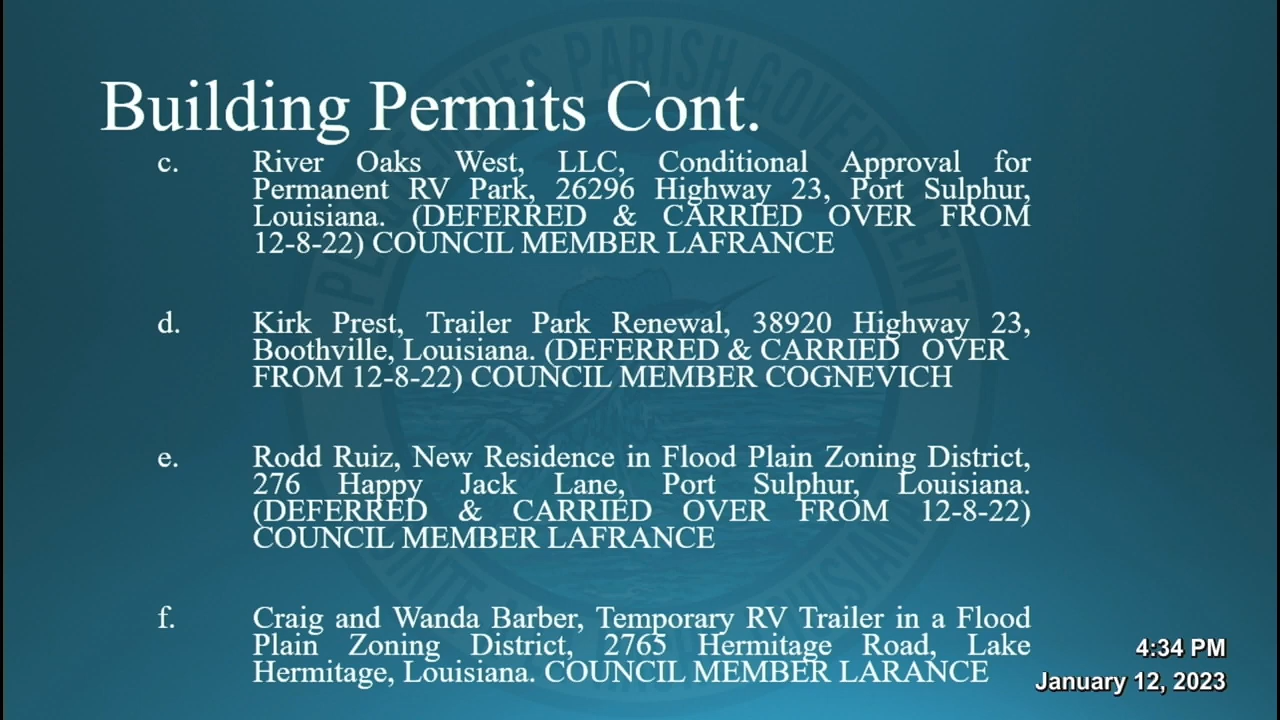 Building Permits Cont.
c. River Oaks West, LLC, Conditional Approval for
Permanent RV Park, 26296 Highway 23, Port Sulphur,
Louisiana. (DEFERRED & CARRIED OVER FROM
12-8-22) COUNCIL MEMBER LAFRANCE
d. Kirk Prest, Trailer Park Renewal, 38920 Highway 23,
Boothville, Louisiana. (DEFERRED & CARRIED OVER
FROM 12-8-22) COUNCIL MEMBER COGNEVICH
e. Rodd Ruiz, New Residence in Flood Plain Zoning District,
276 Happy Jack Lane, Port Sulphur, Louisiana.
(DEFERRED & CARRIED OVER FROM 12-8-22)
COUNCIL MEMBER LAFRANCE
f. Craig and Wanda Barber, Temporary RV Trailer in a Flood
Plain Zoning District, 2765 Hermitage Road, Lake
Hermitage, Louisiana. COUNCIL MEMBER LARANCE
4:34 PM
January 12, 2023
PARISH GOVERNMENT